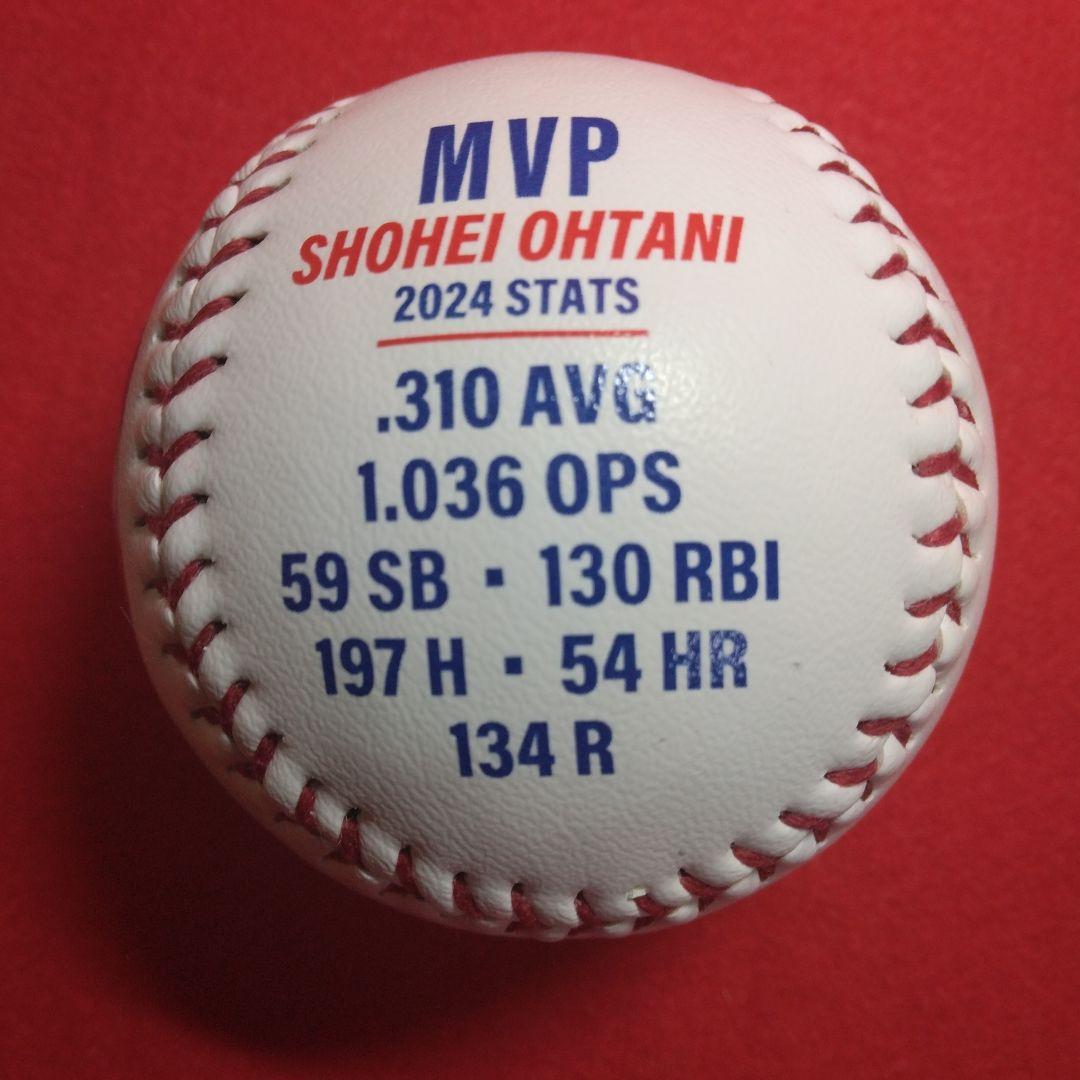 MVP
SHOHEI OHTANI
2024 STATS
.310 AVG
1.036 OPS
59 SB ▪ 130 RBI
197 H ▪ 54 HR
134 R